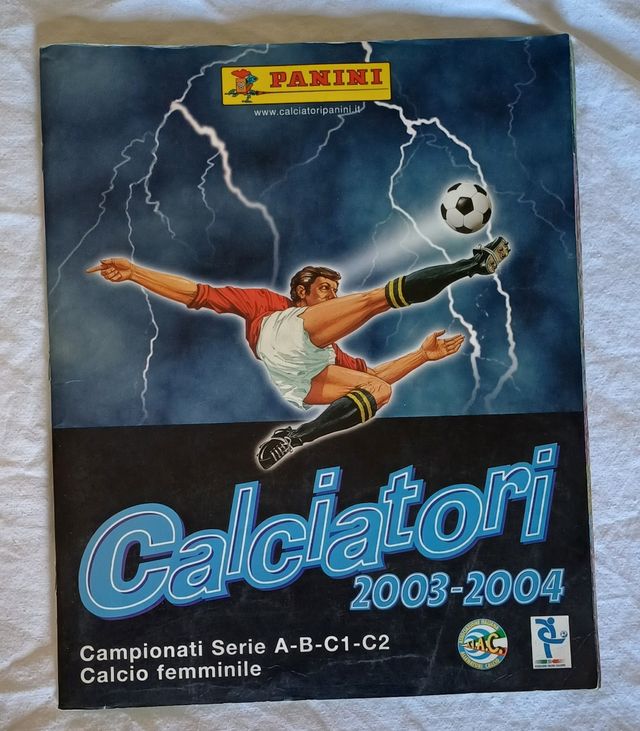 PANINI
www.calciatoripanini.it
Calciatori
2003-2004
Campionati Serie A-B-C1-C2
Calcio femminile
A.I.A.C.